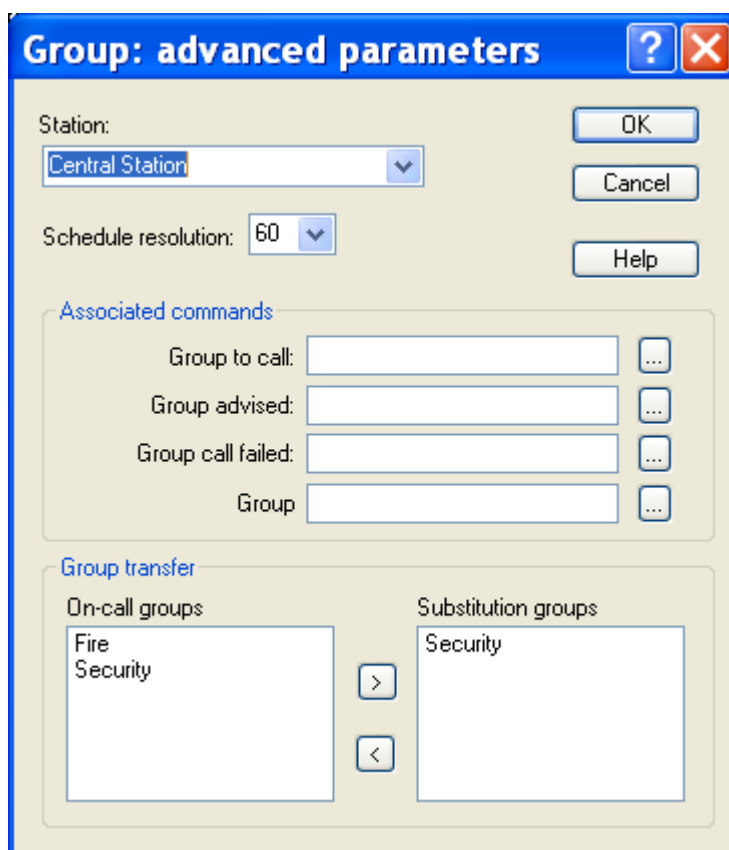 Group: advanced parameters
Station:
OK
Central Station
Cancel
Schedule resolution: 60
Help
Associated commands
Group to call: ...
Group advised: ...
Group call failed: ...
Group ...
Group transfer
On-call groups
Substitution groups
Fire
Security
Security
>
<